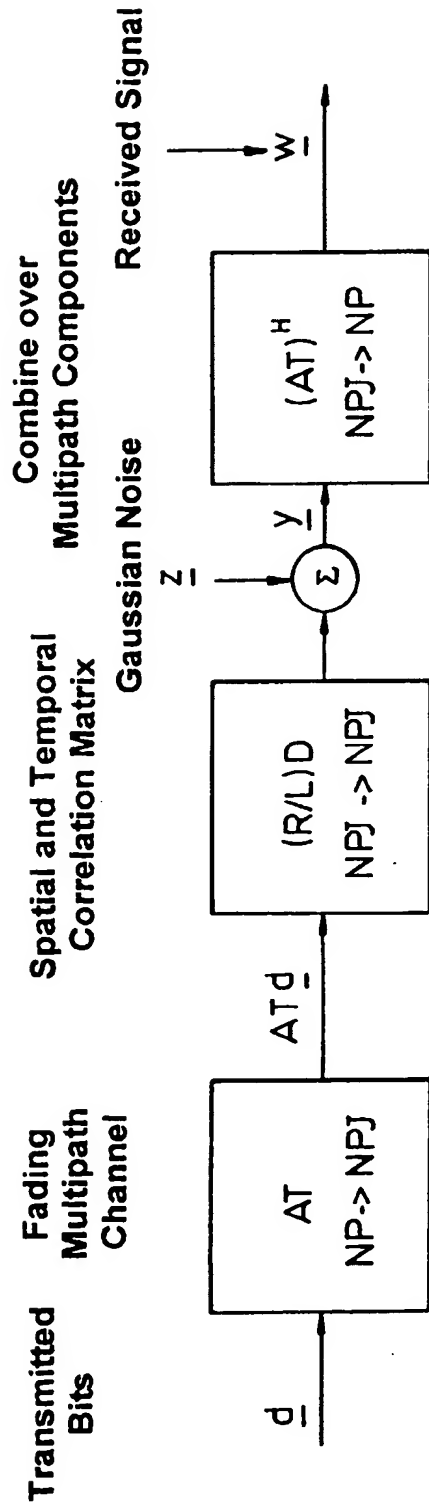 Transmitted
Bits
Fading
Multipath
Channel
Spatial and Temporal
Correlation Matrix
Combine over
Multipath Components
Gaussian Noise
Received Signal
d
AT
NP-> NPJ
ATd
(R/L)D
NPJ -> NPJ
z
Σ
y
(AT)^H
NPJ-> NP
w